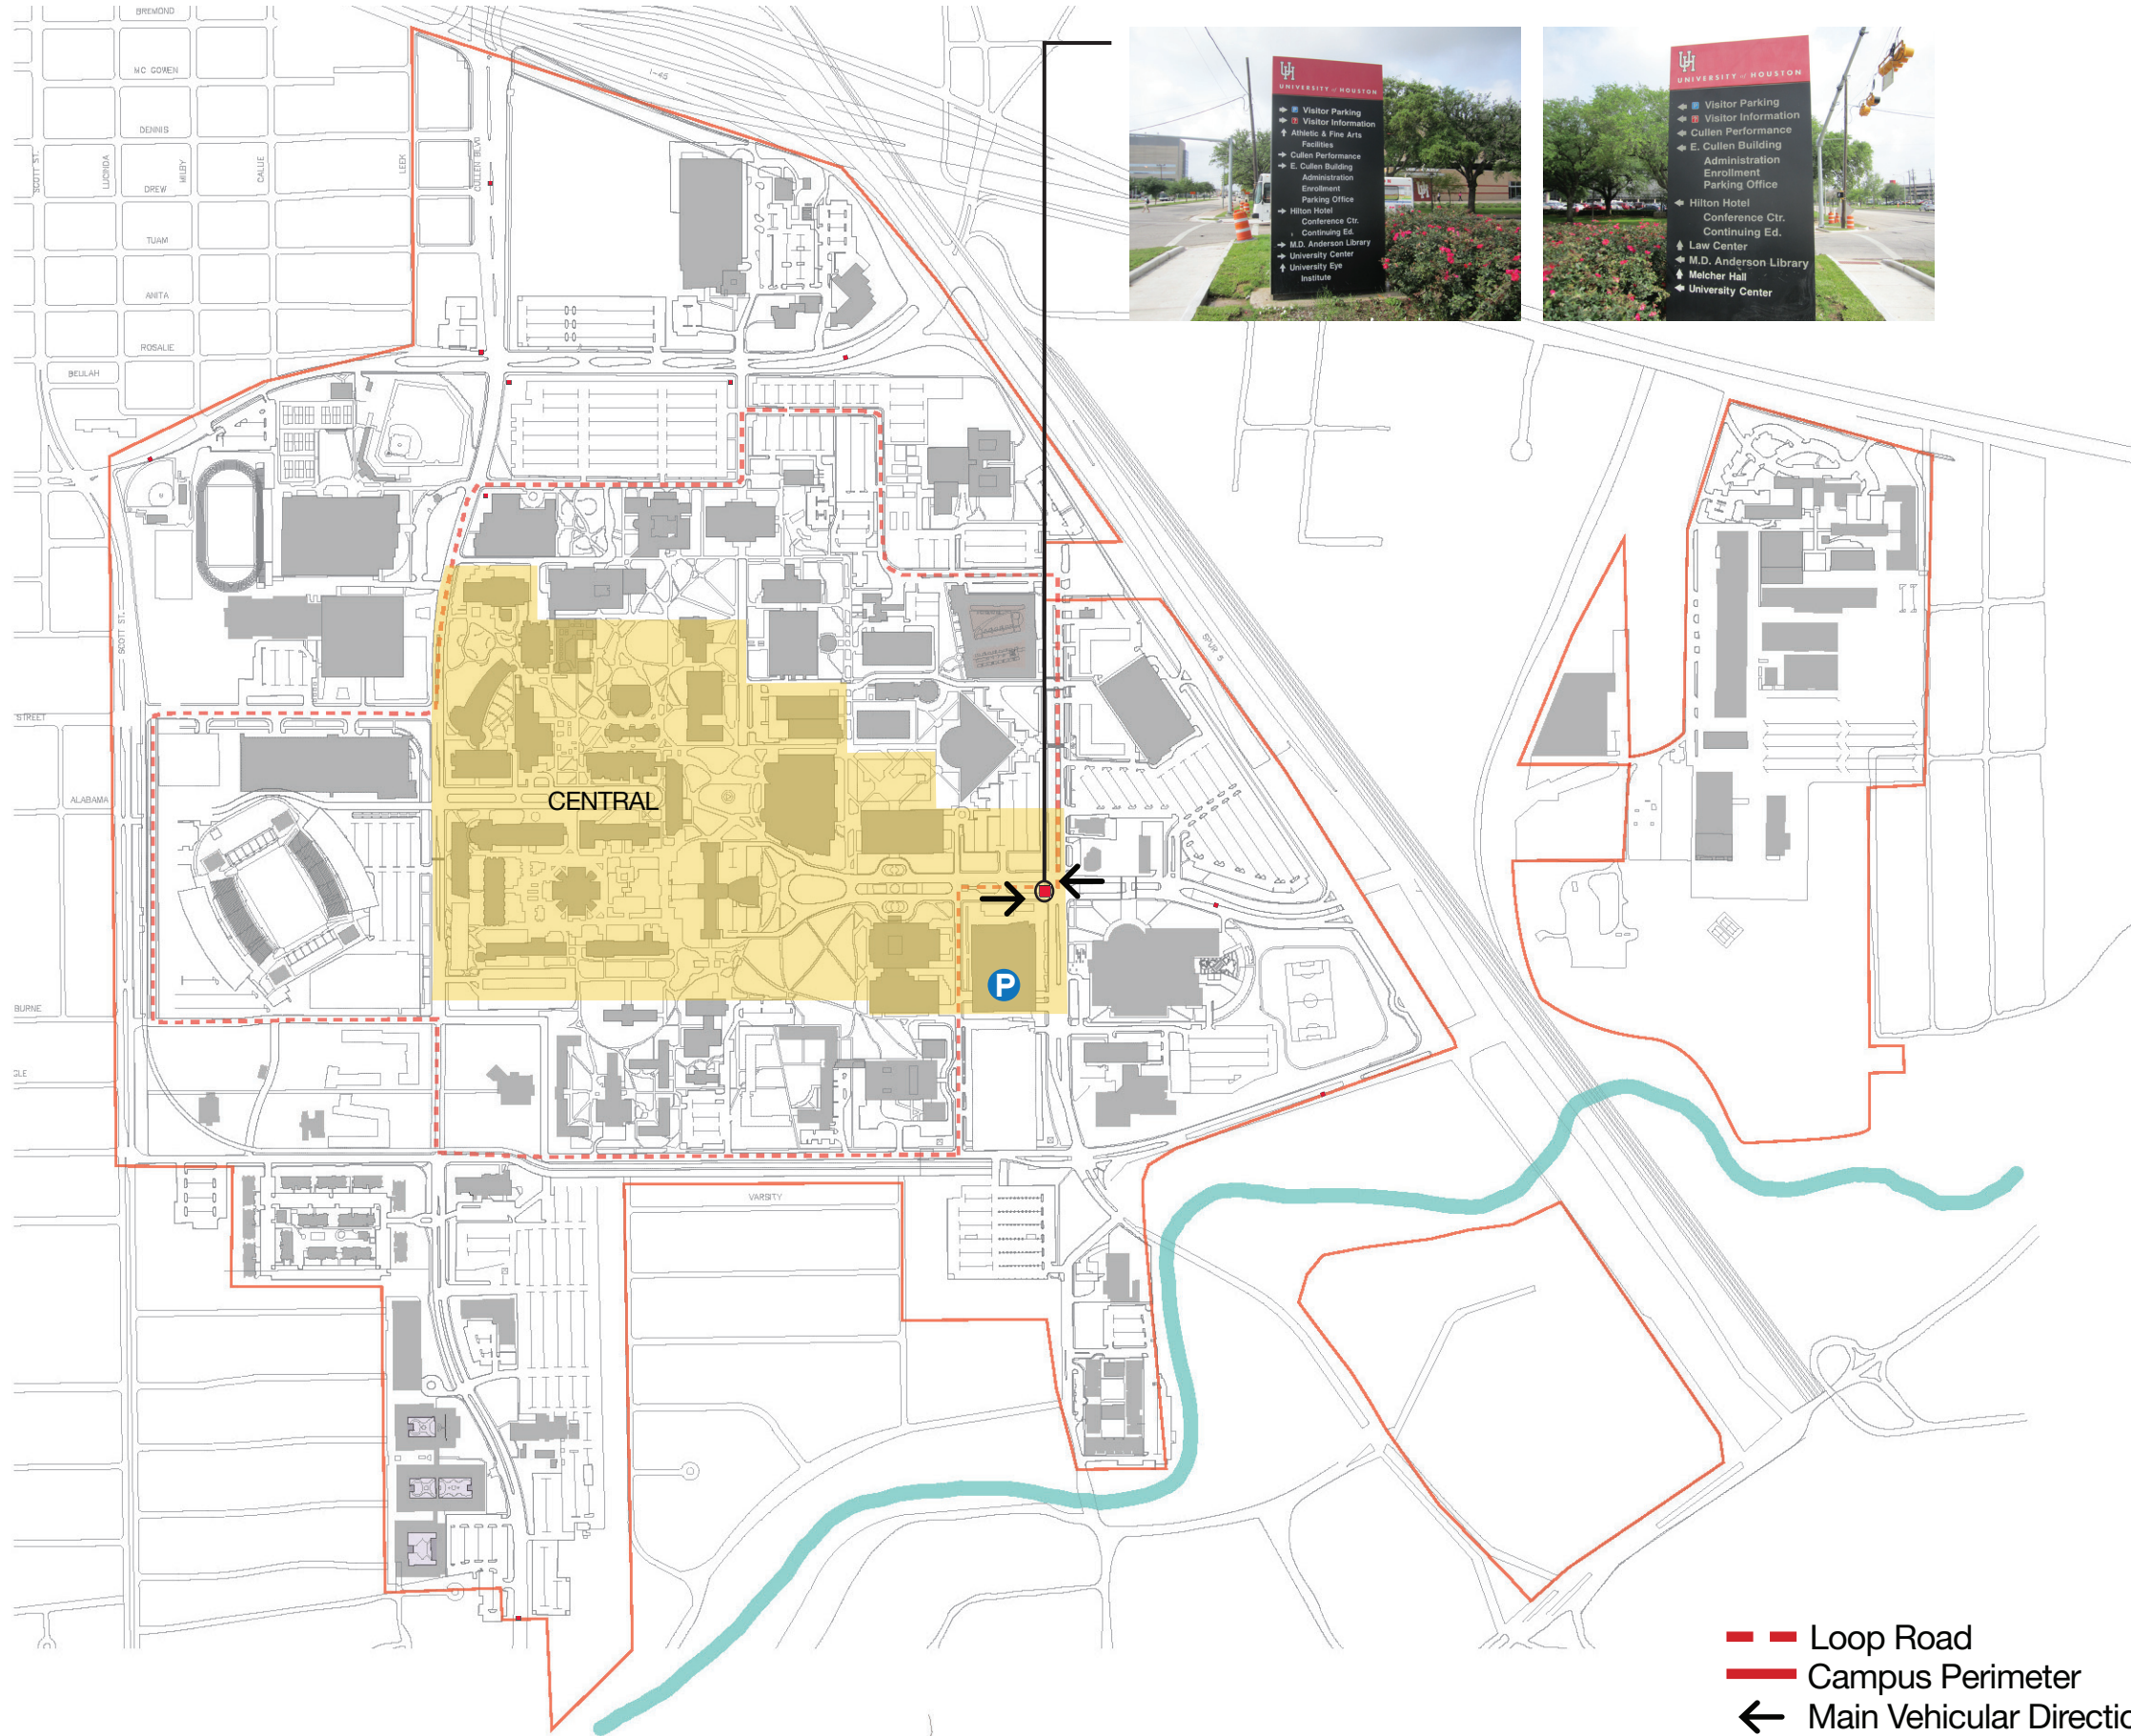 BREMOND
MC GOWEN
DENNIS
DREW
TUAM
ANITA
ROSALIE
BEULAH
SCOTT ST.
LUCINDA
MILBY
CALLIE
LEEK
CULLEN BLVD
I-45
SPUR 5
SCOTT ST.
STREET
ALABAMA
BURNE
GLE
VARSITY
CENTRAL
P
UH
UNIVERSITY of HOUSTON
← P Visitor Parking
← ? Visitor Information
↑ Athletic & Fine Arts
Facilities
→ Cullen Performance
→ E. Cullen Building
Administration
Enrollment
Parking Office
→ Hilton Hotel
Conference Ctr.
Continuing Ed.
→ M.D. Anderson Library
→ University Center
↑ University Eye
Institute
UH
UNIVERSITY of HOUSTON
← P Visitor Parking
← ? Visitor Information
← Cullen Performance
← E. Cullen Building
Administration
Enrollment
Parking Office
← Hilton Hotel
Conference Ctr.
Continuing Ed.
↑ Law Center
← M.D. Anderson Library
↑ Melcher Hall
← University Center
Loop Road
Campus Perimeter
Main Vehicular Directio